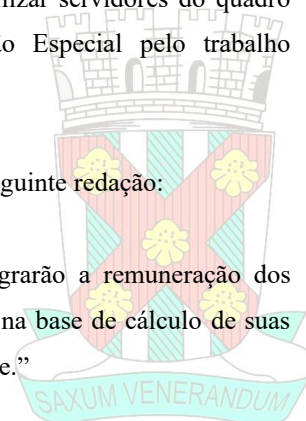 lizar servidores do quadro
ão Especial pelo trabalho
guinte redação:
grarão a remuneração dos
na base de cálculo de suas
e.”
SAXUM VENERANDUM